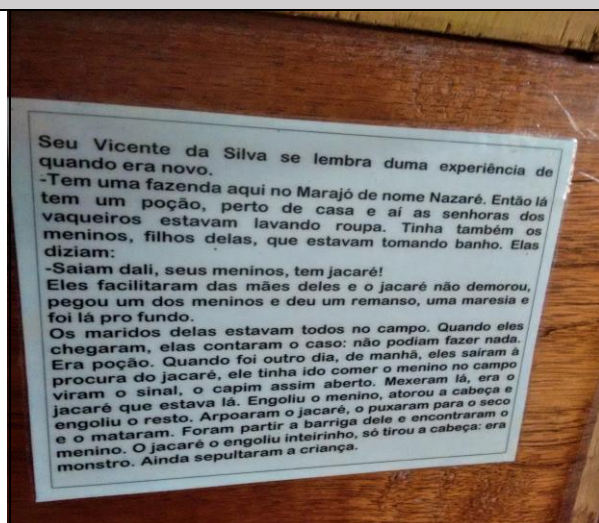 Seu Vicente da Silva se lembra duma experiência de
quando era novo.
-Tem uma fazenda aqui no Marajó de nome Nazaré. Então lá
tem um poção, perto de casa e aí as senhoras dos
vaqueiros estavam lavando roupa. Tinha também os
meninos, filhos delas, que estavam tomando banho. Elas
diziam:
-Saiam dali, seus meninos, tem jacaré!
Eles facilitaram das mães deles e o jacaré não demorou,
pegou um dos meninos e deu um remanso, uma maresia e
foi lá pro fundo.
Os maridos delas estavam todos no campo. Quando eles
chegaram, elas contaram o caso: não podiam fazer nada.
Era poção. Quando foi outro dia, de manhã, eles saíram à
procura do jacaré, ele tinha ido comer o menino no campo
viram o sinal, o capim assim aberto. Mexeram lá, era o
jacaré que estava lá. Engoliu o menino, atorou a cabeça e
engoliu o resto. Arpoaram o jacaré, o puxaram para o seco
e o mataram. Foram partir a barriga dele e encontraram o
menino. O jacaré o engoliu inteirinho, só tirou a cabeça: era
monstro. Ainda sepultaram a criança.